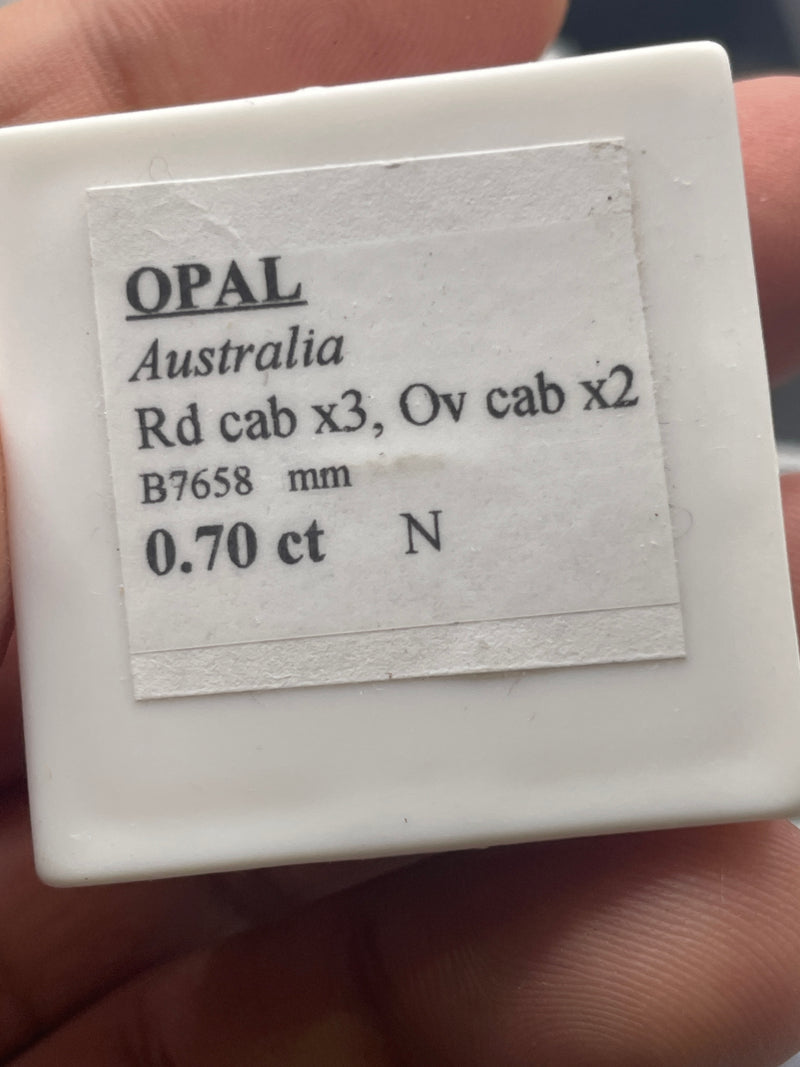 OPAL
Australia
Rd cab x3, Ov cab x2
B7658 mm
0.70 ct N